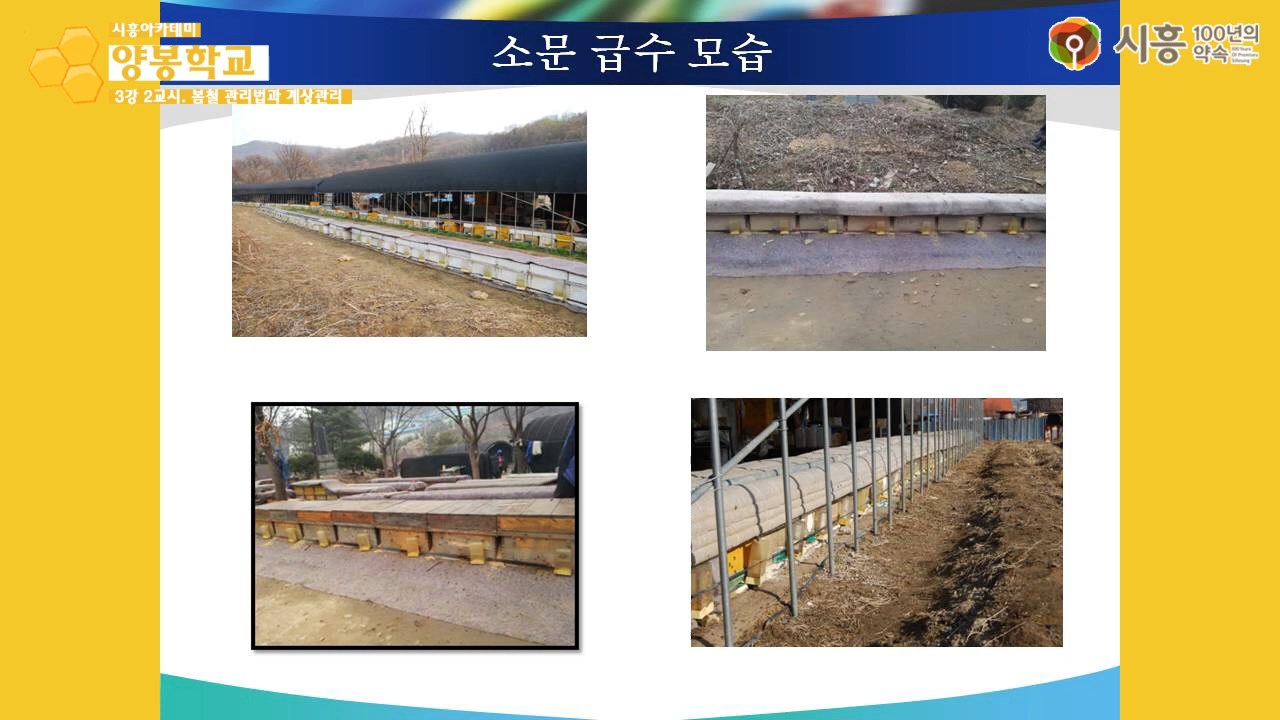 시흥아카데미
양봉학교
3강 2교시. 봄철 관리법과 계상관리
소문 급수 모습
시흥
100년의
약속